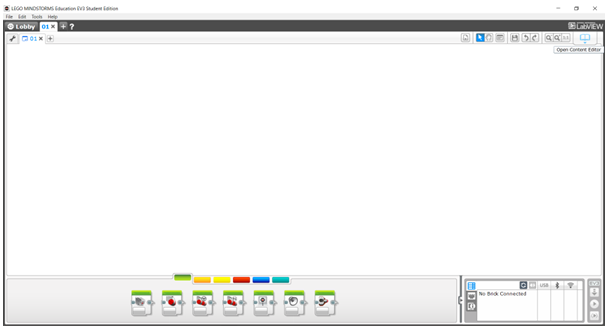 LEGO MINDSTORMS Education EV3 Student Edition
File Edit Tools Help
Lobby 01 × + ?
LabVIEW
01 × +
Open Content Editor
USB
No Brick Connected